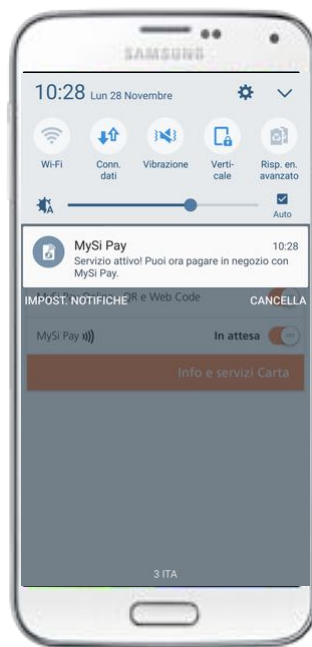 SAMSUNG
10:28 Lun 28 Novembre
Wi-Fi
Conn. dati
Vibrazione
Verti-cale
Risp. en. avanzato
A
Auto
MySi Pay 10:28
Servizio attivo! Puoi ora pagare in negozio con
MySi Pay.
IMPOST. NOTIFICHE CANCELLA
QR e Web Code
MySi Pay In attesa
Info e servizi Carta
3 ITA